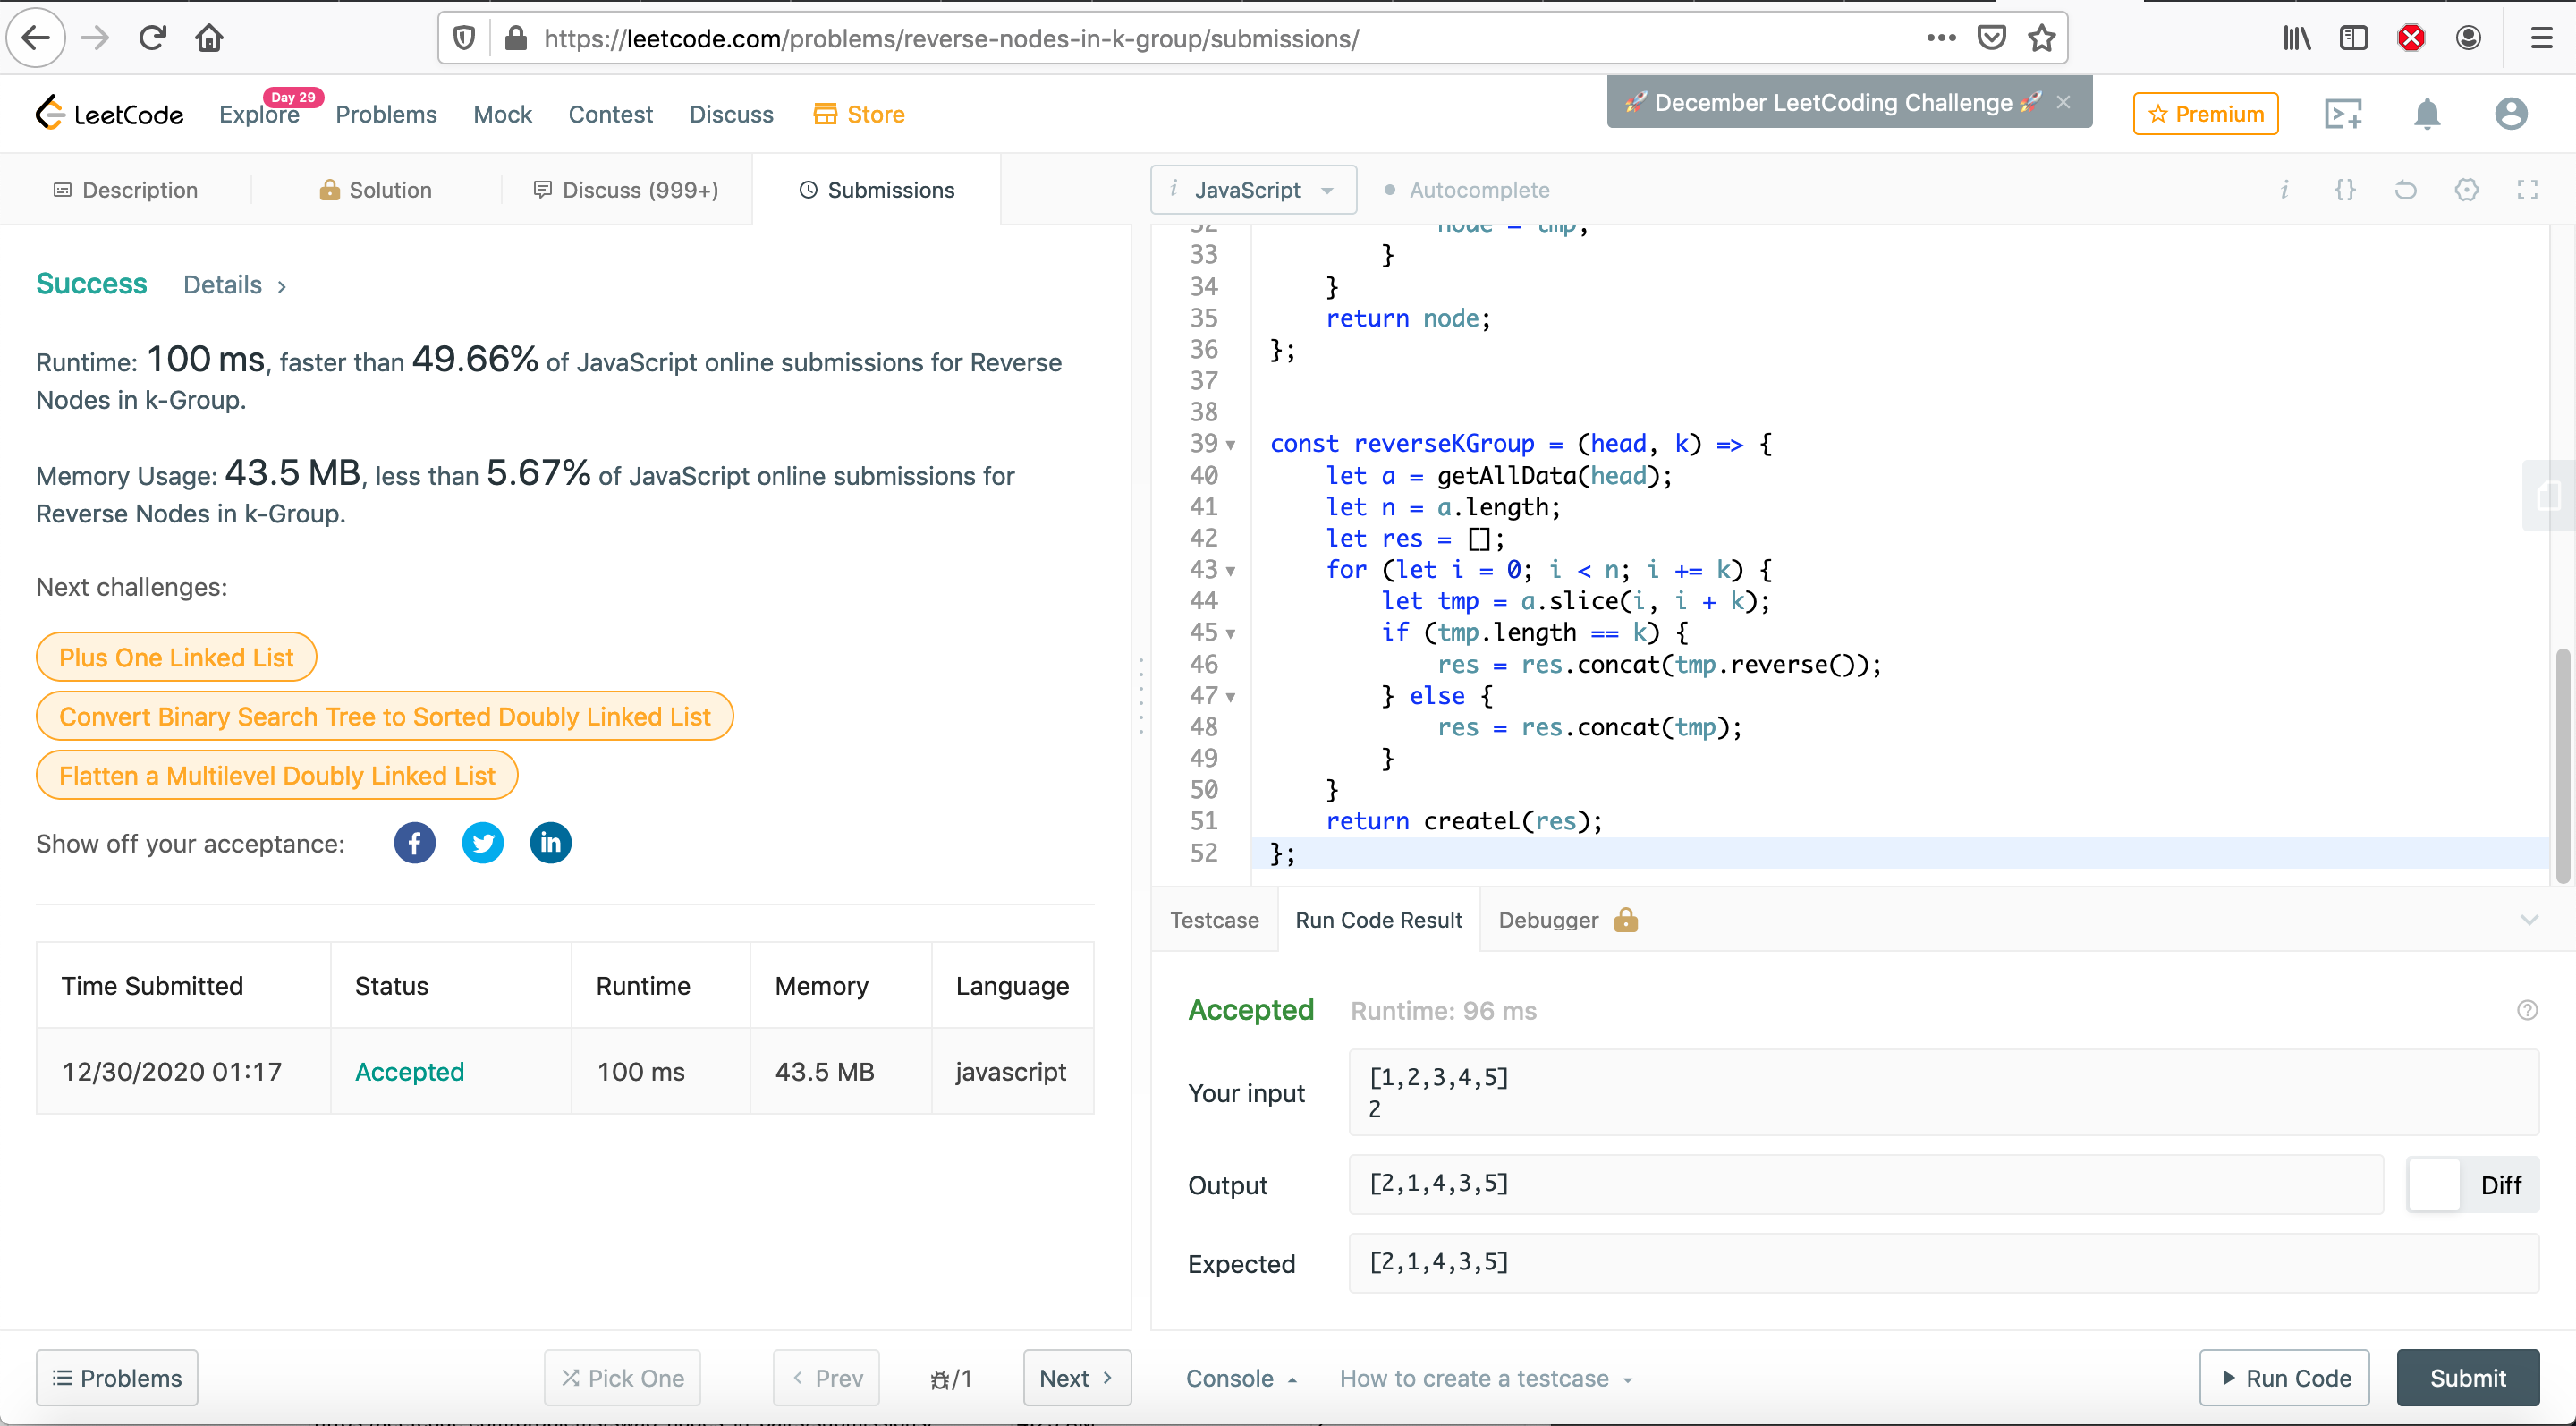 https://leetcode.com/problems/reverse-nodes-in-k-group/submissions/
LeetCode
Explore
Day 29
Problems
Mock
Contest
Discuss
Store
🚀 December LeetCoding Challenge 🚀 ×
Premium
Description
Solution
Discuss (999+)
Submissions
i JavaScript
Autocomplete
Success
Details >
Runtime: 100 ms, faster than 49.66% of JavaScript online submissions for Reverse
Nodes in k-Group.
Memory Usage: 43.5 MB, less than 5.67% of JavaScript online submissions for
Reverse Nodes in k-Group.
Next challenges:
Plus One Linked List
Convert Binary Search Tree to Sorted Doubly Linked List
Flatten a Multilevel Doubly Linked List
Show off your acceptance:
Time Submitted Status Runtime Memory Language
12/30/2020 01:17 Accepted 100 ms 43.5 MB javascript
32 node = tmp;
33 }
34 }
35 return node;
36 };
37
38
39 const reverseKGroup = (head, k) => {
40 let a = getAllData(head);
41 let n = a.length;
42 let res = [];
43 for (let i = 0; i < n; i += k) {
44 let tmp = a.slice(i, i + k);
45 if (tmp.length == k) {
46 res = res.concat(tmp.reverse());
47 } else {
48 res = res.concat(tmp);
49 }
50 }
51 return createL(res);
52 };
Testcase
Run Code Result
Debugger
Accepted
Runtime: 96 ms
Your input
[1,2,3,4,5]
2
Output
[2,1,4,3,5]
Diff
Expected
[2,1,4,3,5]
Problems
Pick One
< Prev
/1
Next >
Console
How to create a testcase
Run Code
Submit